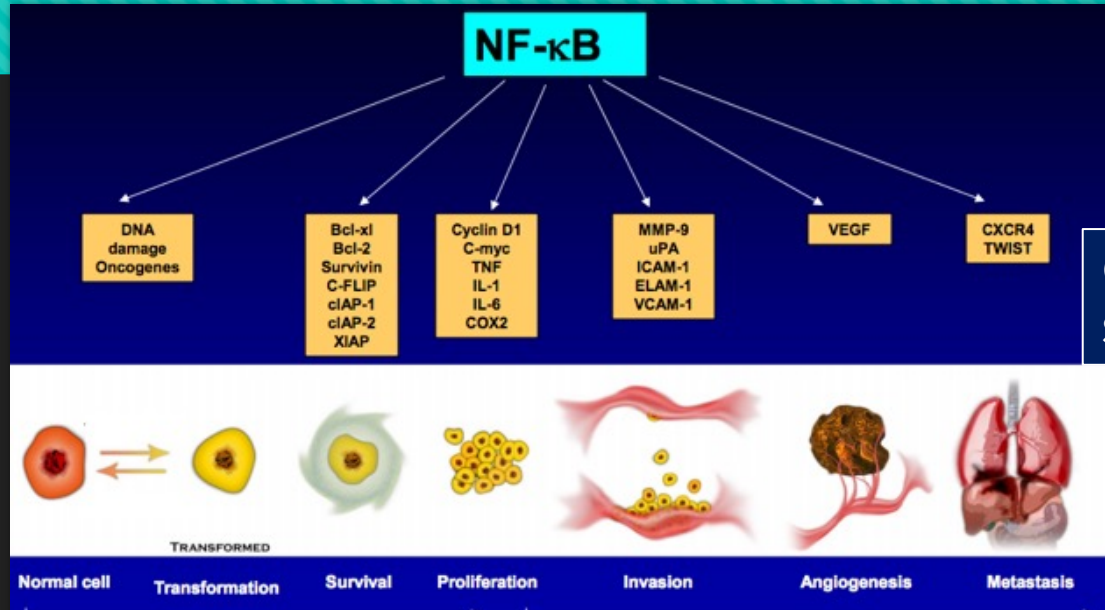 NF-κB
DNA
damage
Oncogenes
Bcl-xl
Bcl-2
Survivin
C-FLIP
cIAP-1
cIAP-2
XIAP
Cyclin D1
C-myc
TNF
IL-1
IL-6
COX2
MMP-9
uPA
ICAM-1
ELAM-1
VCAM-1
VEGF
CXCR4
TWIST
TRANSFORMED
Normal cell
Transformation
Survival
Proliferation
Invasion
Angiogenesis
Metastasis